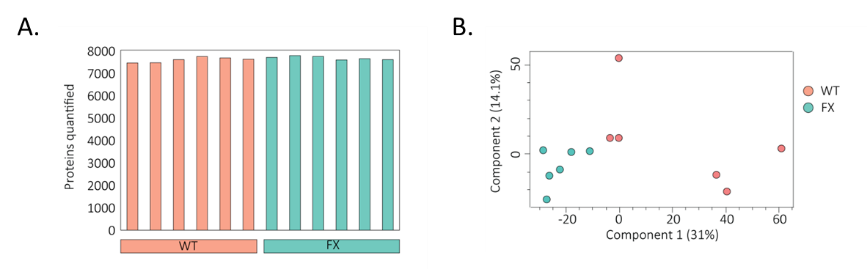 A.
8000
7000
6000
5000
4000
3000
2000
1000
0
Proteins quantified
WT
FX
B.
50
0
Component 2 (14.1%)
-20
0
20
40
60
Component 1 (31%)
WT
FX